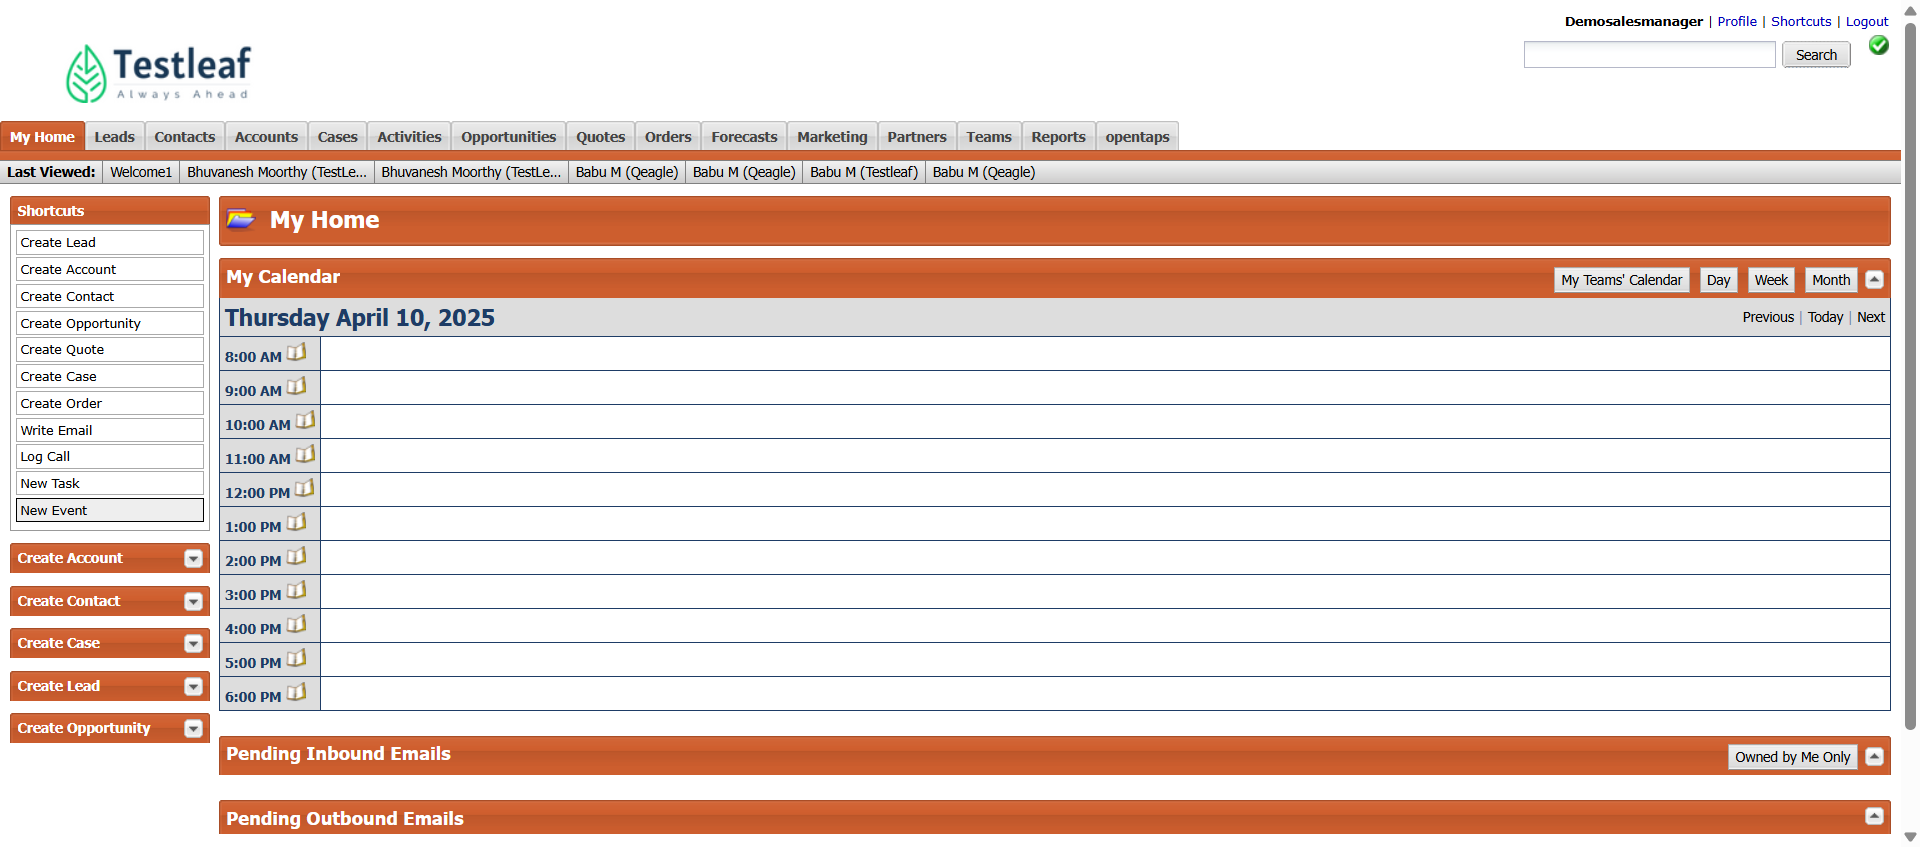 Demosalesmanager | Profile | Shortcuts | Logout
Search
Testleaf
Always Ahead
My Home Leads Contacts Accounts Cases Activities Opportunities Quotes Orders Forecasts Marketing Partners Teams Reports opentaps
Last Viewed: Welcome1 Bhuvanesh Moorthy (TestLe... Bhuvanesh Moorthy (TestLe... Babu M (Qeagle) Babu M (Qeagle) Babu M (Testleaf) Babu M (Qeagle)
Shortcuts
Create Lead
Create Account
Create Contact
Create Opportunity
Create Quote
Create Case
Create Order
Write Email
Log Call
New Task
New Event
Create Account
Create Contact
Create Case
Create Lead
Create Opportunity
My Home
My Calendar My Teams' Calendar Day Week Month
Thursday April 10, 2025 Previous | Today | Next
8:00 AM
9:00 AM
10:00 AM
11:00 AM
12:00 PM
1:00 PM
2:00 PM
3:00 PM
4:00 PM
5:00 PM
6:00 PM
Pending Inbound Emails Owned by Me Only
Pending Outbound Emails